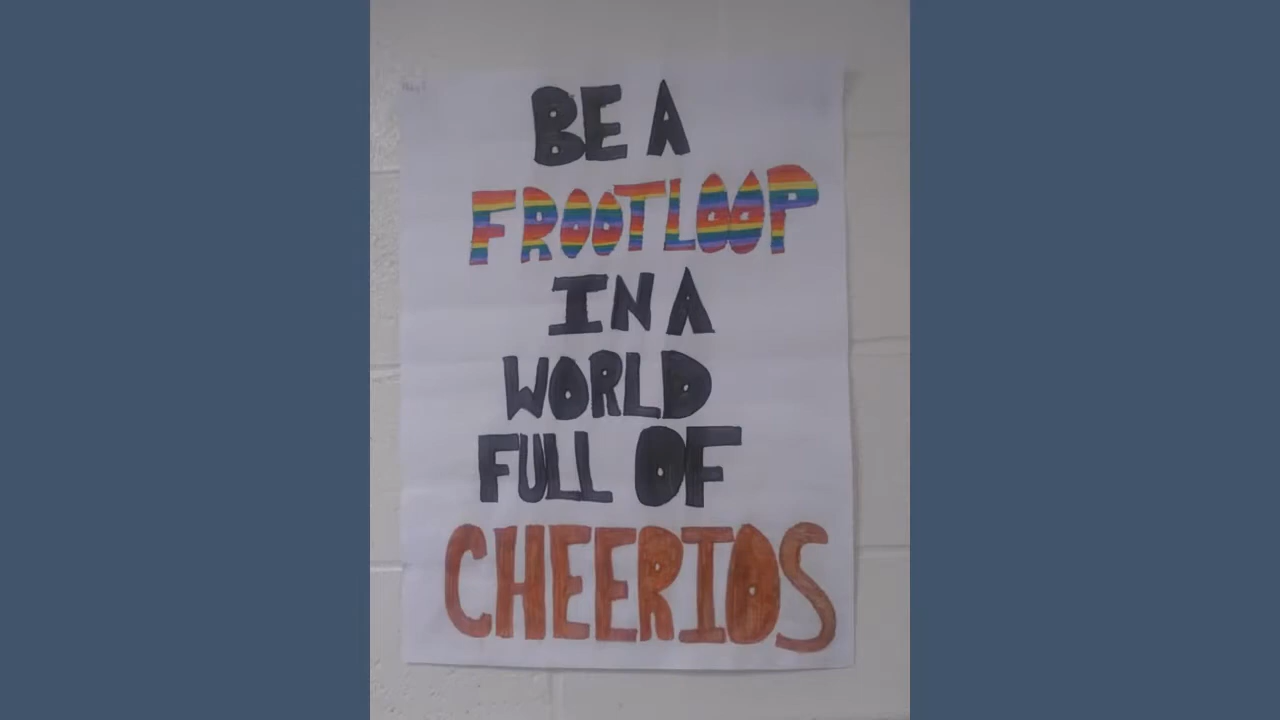 BE A
FROOTLOOP
IN A
WORLD
FULL OF
CHEERIOS